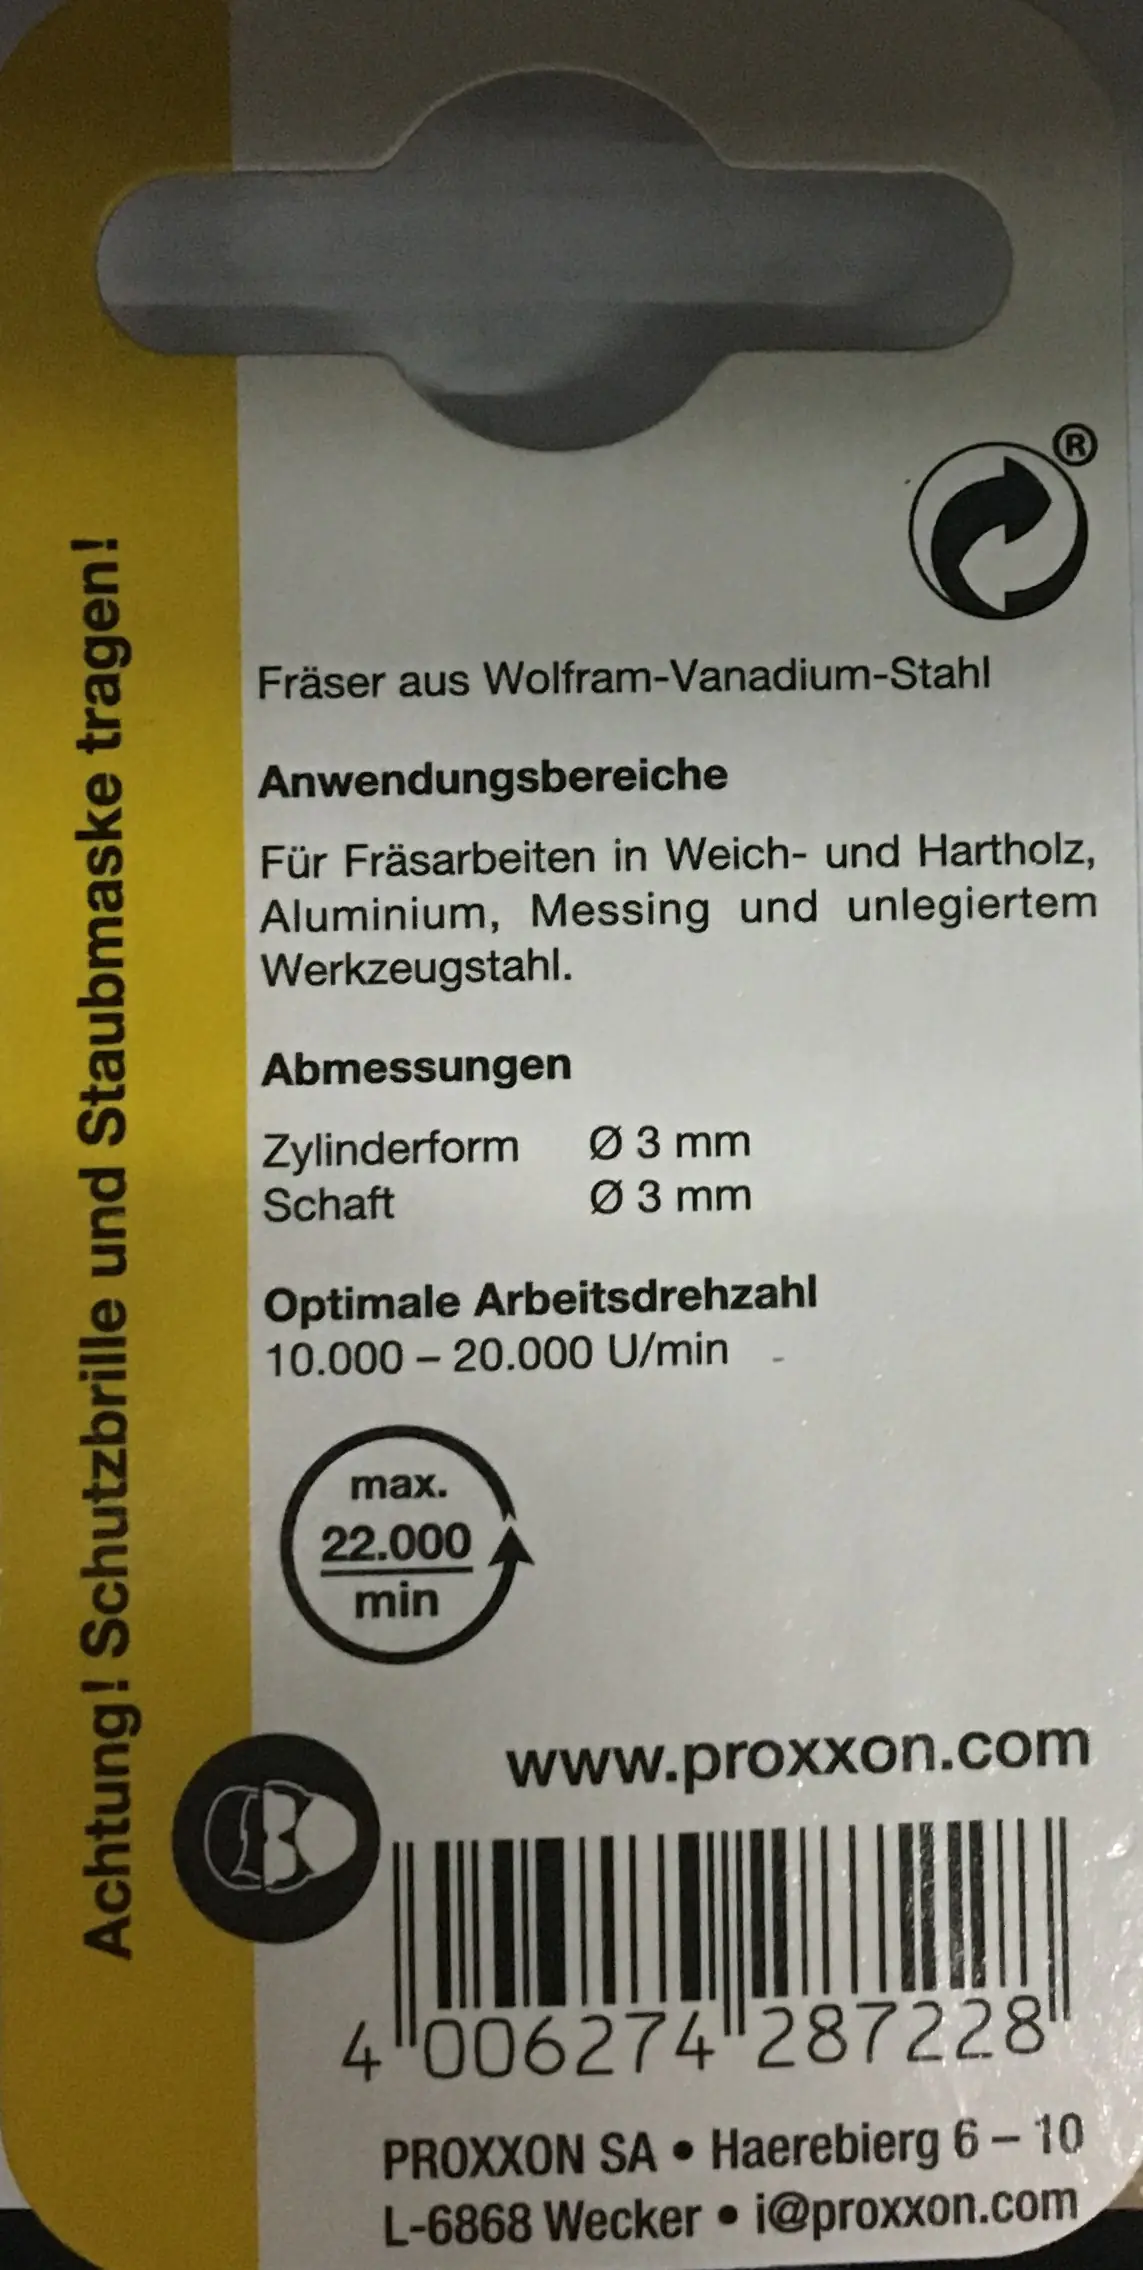 ®
Achtung! Schutzbrille und Staubmaske tragen!
Fräser aus Wolfram-Vanadium-Stahl
Anwendungsbereiche
Für Fräsarbeiten in Weich- und Hartholz,
Aluminium, Messing und unlegiertem
Werkzeugstahl.
Abmessungen
Zylinderform Ø 3 mm
Schaft Ø 3 mm
Optimale Arbeitsdrehzahl
10.000 – 20.000 U/min
max.
22.000
min
www.proxxon.com
4 006274 287228
PROXXON SA • Haerebierg 6 – 10
L-6868 Wecker • i@proxxon.com